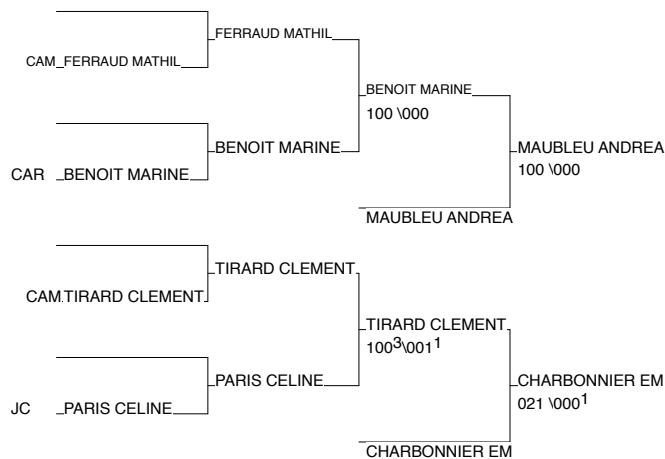 FERRAUD MATHIL
CAM FERRAUD MATHIL
BENOIT MARINE
100 \000
BENOIT MARINE
MAUBLEU ANDREA
100 \000
CAR BENOIT MARINE
MAUBLEU ANDREA
TIRARD CLEMENT
CAM TIRARD CLEMENT
TIRARD CLEMENT
100³\001¹
PARIS CELINE
CHARBONNIER EM
021 \000¹
JC PARIS CELINE
CHARBONNIER EM